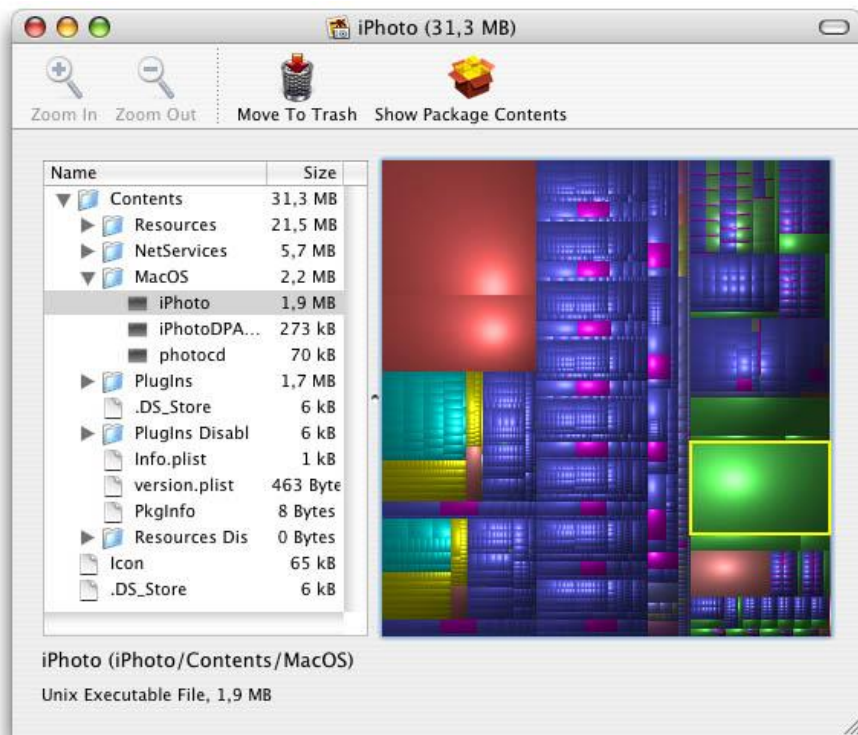 iPhoto (31,3 MB)
Zoom In Zoom Out Move To Trash Show Package Contents
Name Size
Contents 31,3 MB
Resources 21,5 MB
NetServices 5,7 MB
MacOS 2,2 MB
iPhoto 1,9 MB
iPhotoDPA... 273 kB
photocd 70 kB
PlugIns 1,7 MB
.DS_Store 6 kB
PlugIns Disabl 6 kB
Info.plist 1 kB
version.plist 463 Byte
PkgInfo 8 Bytes
Resources Dis 0 Bytes
Icon 65 kB
.DS_Store 6 kB
iPhoto (iPhoto/Contents/MacOS)
Unix Executable File, 1,9 MB